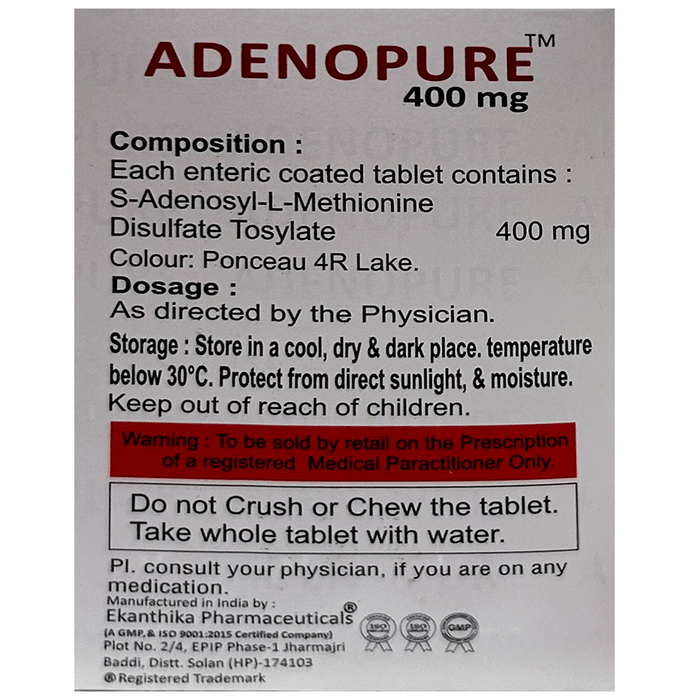 ADENOPURE™
400 mg
Composition :
Each enteric coated tablet contains :
S-Adenosyl-L-Methionine
Disulfate Tosylate 400 mg
Colour: Ponceau 4R Lake.
Dosage :
As directed by the Physician.
Storage : Store in a cool, dry & dark place. temperature
below 30°C. Protect from direct sunlight, & moisture.
Keep out of reach of children.
Warning : To be sold by retail on the Prescription
of a registered Medical Paractitioner Only.
Do not Crush or Chew the tablet.
Take whole tablet with water.
Pl. consult your physician, if you are on any
medication.
Manufactured in India by :
Ekanthika Pharmaceuticals®
(A GMP, & ISO 9001:2015 Certified Company)
Plot No. 2/4, EPIP Phase-1 Jharmajri
Baddi, Distt. Solan (HP)-174103
® Registered Trademark
ISO ISO GMP